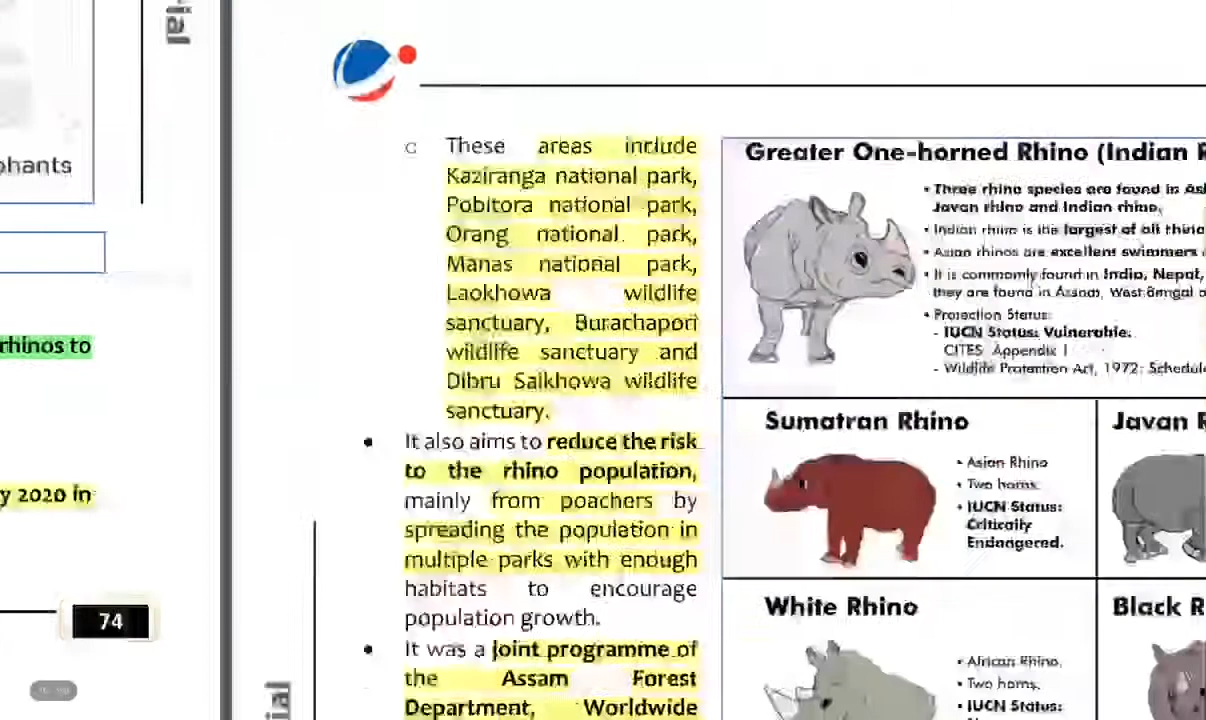 ial
phants
rhinos to
y 2020 in
74
ial
These areas include
Kaziranga national park,
Pobitora national park,
Orang national park,
Manas national park,
Laokhowa wildlife
sanctuary, Burachapori
wildlife sanctuary and
Dibru Saikhowa wildlife
sanctuary.
• It also aims to reduce the risk
to the rhino population,
mainly from poachers by
spreading the population in
multiple parks with enough
habitats to encourage
population growth.
• It was a joint programme of
the Assam Forest
Department, Worldwide
Greater One-horned Rhino (Indian R
• Three rhino species are found in Asi
Javan rhino and Indian rhino.
• Indian rhino is the largest of all
• Asian rhinos are excellent swimmers
• It is commomly found in India, Nepal,
they are found in Assam, West Bengal
• Protection Status:
- IUCN Status: Vulnerable.
CITES Appendix I
- Wildlife Protection Act, 1972: Schedul
Sumatran Rhino
• Asian Rhino
• Two horns.
• IUCN Status:
Critically
Endangered.
Javan R
White Rhino
• African Rhino.
• Two horns.
• IUCN Status:
Black R